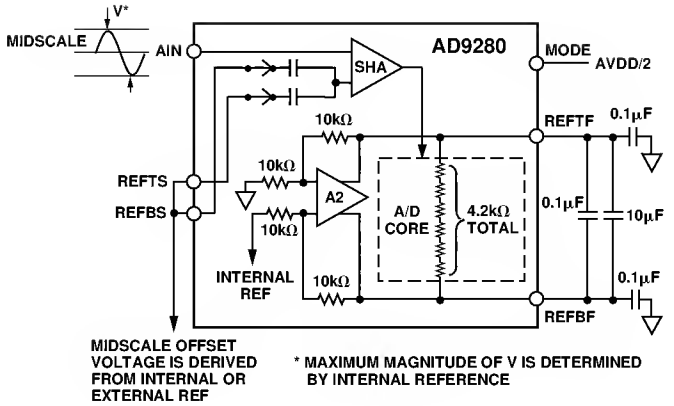 V*
MIDSCALE
AIN
SHA
AD9280
MODE
AVDD/2
0.1µF
10kΩ
REFTF
10kΩ
REFTS
A2
A/D
CORE
4.2kΩ
TOTAL
0.1µF
10µF
REFBS
10kΩ
INTERNAL
REF
10kΩ
0.1µF
REFBF
MIDSCALE OFFSET
VOLTAGE IS DERIVED
FROM INTERNAL OR
EXTERNAL REF
* MAXIMUM MAGNITUDE OF V IS DETERMINED
BY INTERNAL REFERENCE